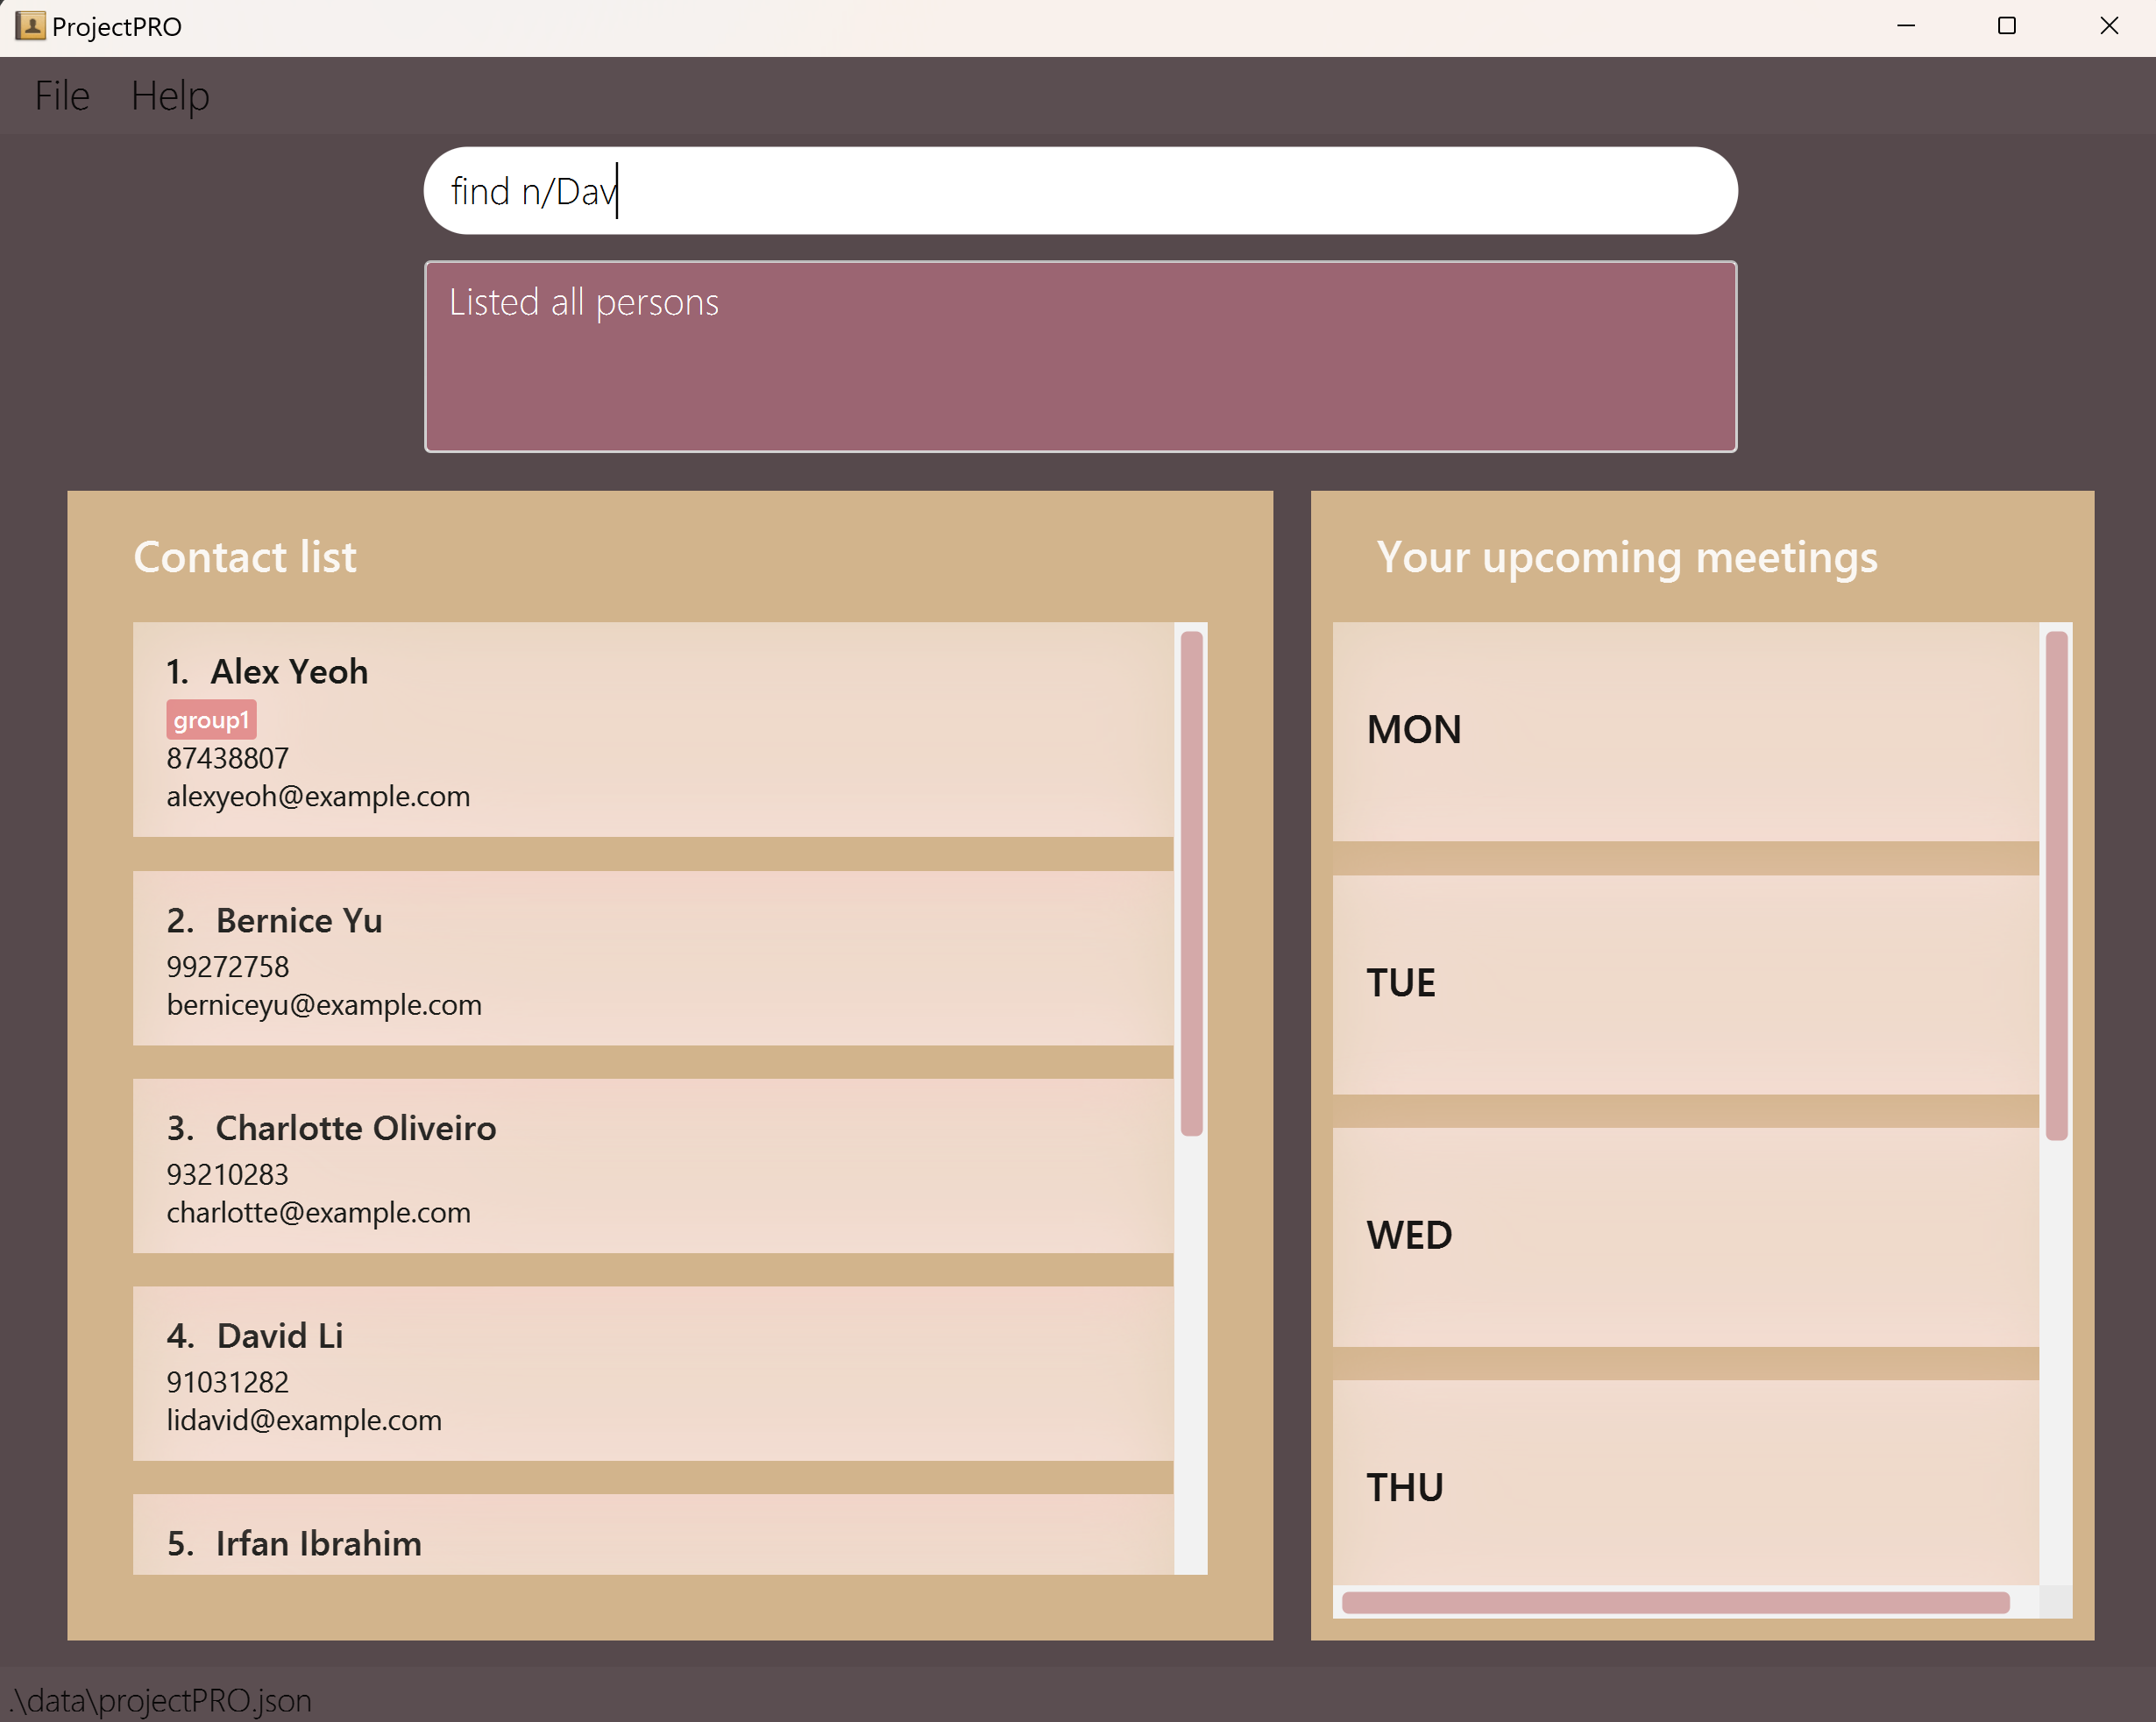 ProjectPRO
File Help
find n/Dav
Listed all persons
Contact list
1. Alex Yeoh
group1
87438807
alexyeoh@example.com
2. Bernice Yu
99272758
berniceyu@example.com
3. Charlotte Oliveiro
93210283
charlotte@example.com
4. David Li
91031282
lidavid@example.com
5. Irfan Ibrahim
Your upcoming meetings
MON
TUE
WED
THU
.\data\projectPRO.json